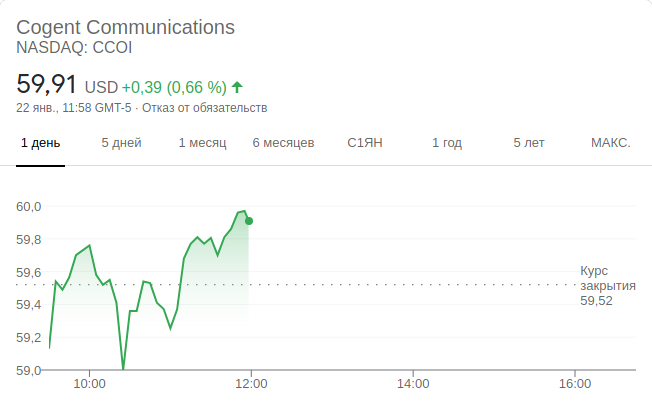 Cogent Communications
NASDAQ: CCOI
59,91 USD +0,39 (0,66 %)
22 янв., 11:58 GMT-5 · Отказ от обязательств
1 день 5 дней 1 месяц 6 месяцев С1ЯН 1 год 5 лет МАКС.
60,0
59,8
59,6
59,4
59,2
59,0
Курс
закрытия
59,52
10:00 12:00 14:00 16:00